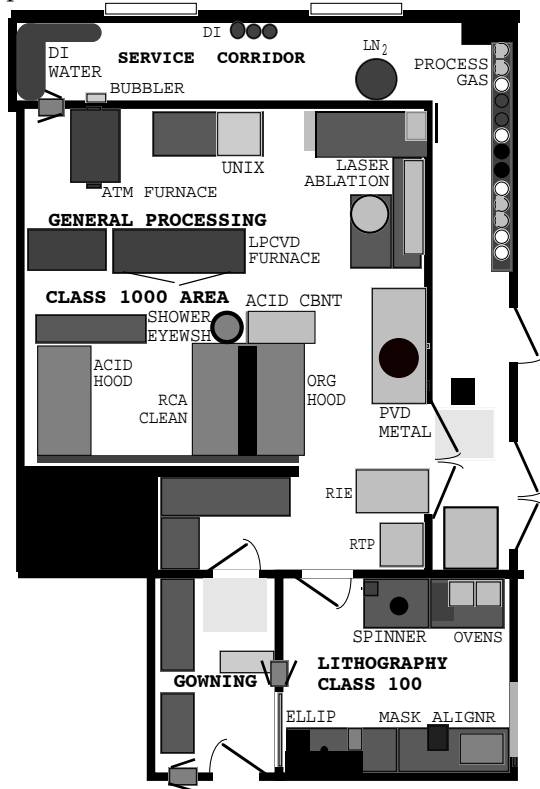 DI
LN2
DI
WATER
SERVICE CORRIDOR
PROCESS
GAS
BUBBLER
UNIX
LASER
ABLATION
ATM FURNACE
GENERAL PROCESSING
LPCVD
FURNACE
CLASS 1000 AREA
ACID CBNT
SHOWER
EYEWSH
ACID
HOOD
RCA
CLEAN
ORG
HOOD
PVD
METAL
RIE
RTP
SPINNER
OVENS
LITHOGRAPHY
CLASS 100
GOWNING
ELLIP
MASK ALIGNR